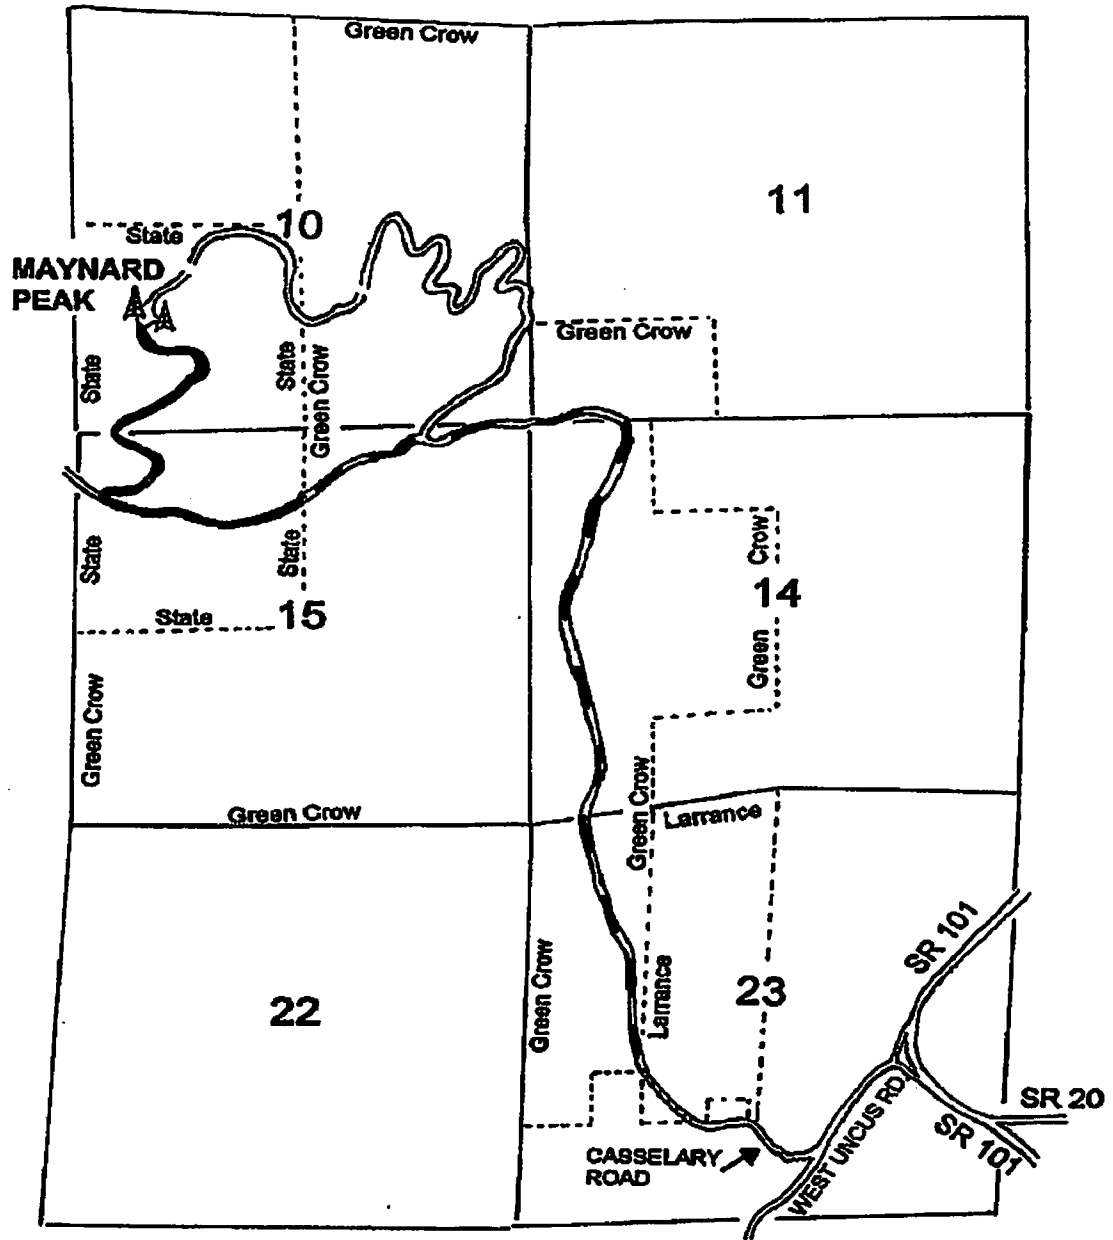 Green Crow
11
10
State
MAYNARD
PEAK
Green Crow
State
State
Green Crow
State
State
Green Crow
14
State
15
Green Crow
Green Crow
Green Crow
Larrance
SR 101
22
Green Crow
Larrance
23
SR 20
SR 101
WEST UNCUS RD.
CASSELARY
ROAD